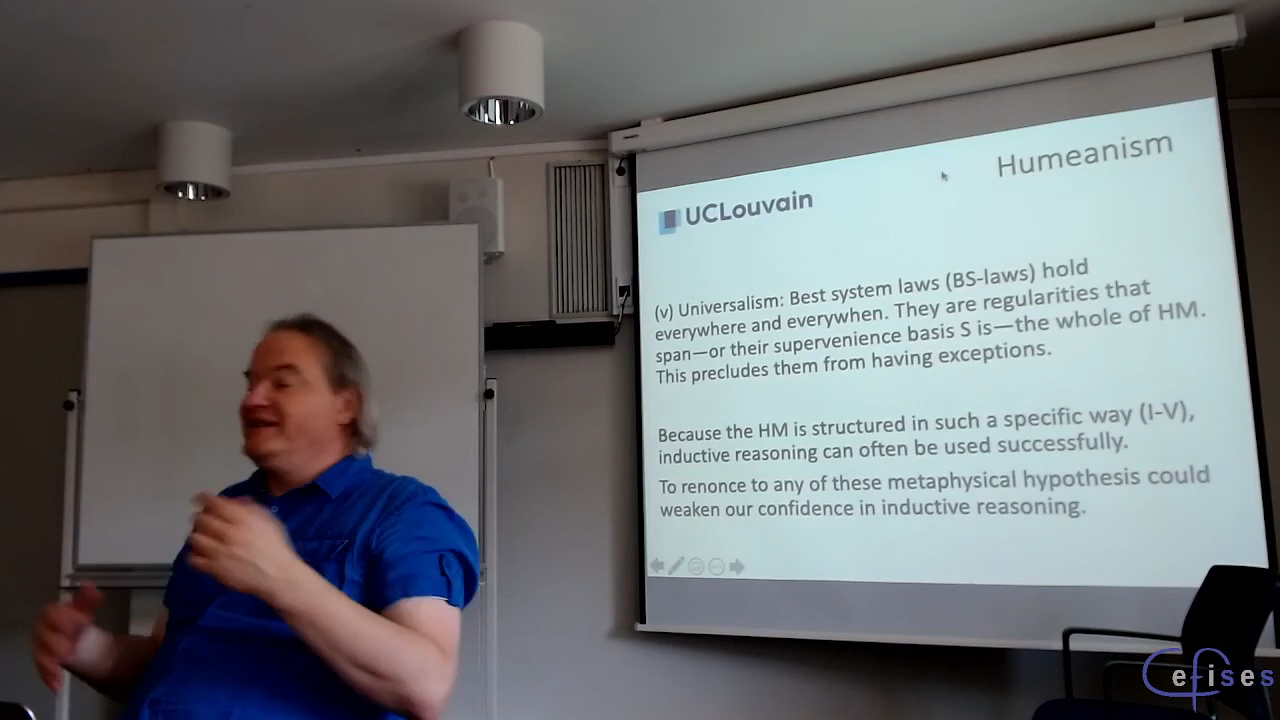 Humeanism
UCLouvain
(v) Universalism: Best system laws (BS-laws) hold
everywhere and everywhen. They are regularities that
span—or their supervenience basis S is—the whole of HM.
This precludes them from having exceptions.
Because the HM is structured in such a specific way (I-V),
inductive reasoning can often be used successfully.
To renonce to any of these metaphysical hypothesis could
weaken our confidence in inductive reasoning.
Cefises